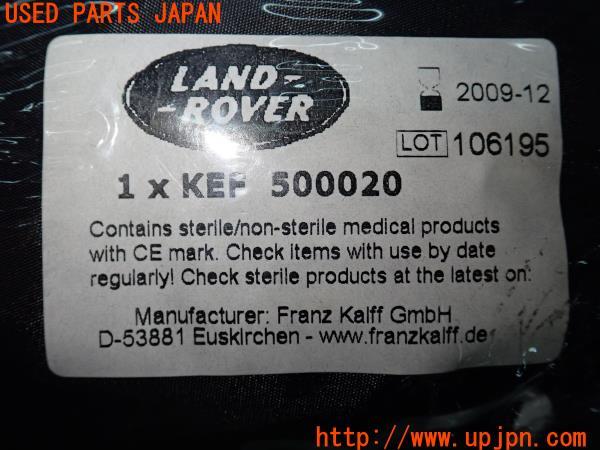 USED PARTS JAPAN
LAND-
-ROVER
2009-12
LOT 106195
1 x KEF 500020
Contains sterile/non-sterile medical products
with CE mark. Check items with use by date
regularly! Check sterile products at the latest on:
Manufacturer: Franz Kalff GmbH
D-53881 Euskirchen - www.franzkalff.de
http://www.upjpn.com/